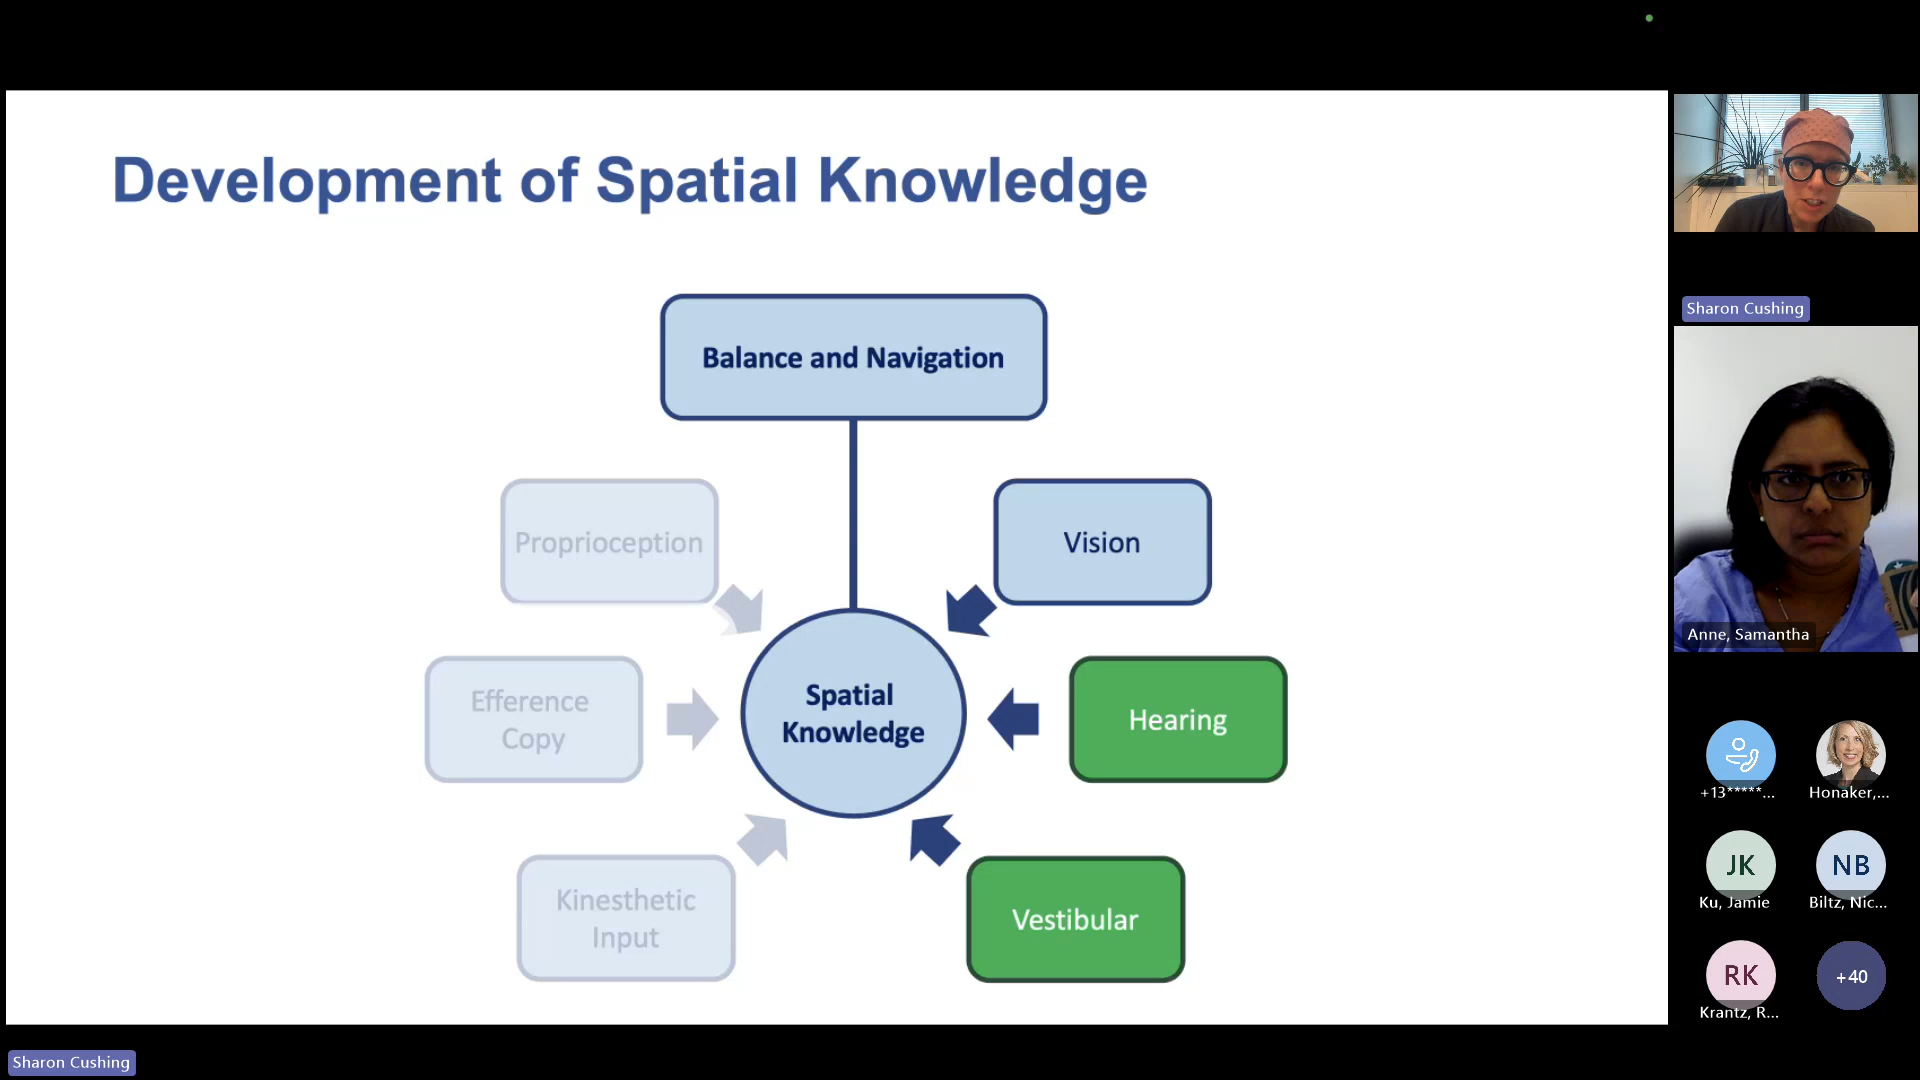 Development of Spatial Knowledge
Balance and Navigation
Proprioception
Vision
Efference
Copy
Spatial
Knowledge
Hearing
Kinesthetic
Input
Vestibular
Sharon Cushing
Sharon Cushing
Anne, Samantha
+13*****...
Honaker,...
JK
Ku, Jamie
NB
Biltz, Nic...
RK
Krantz, R...
+40